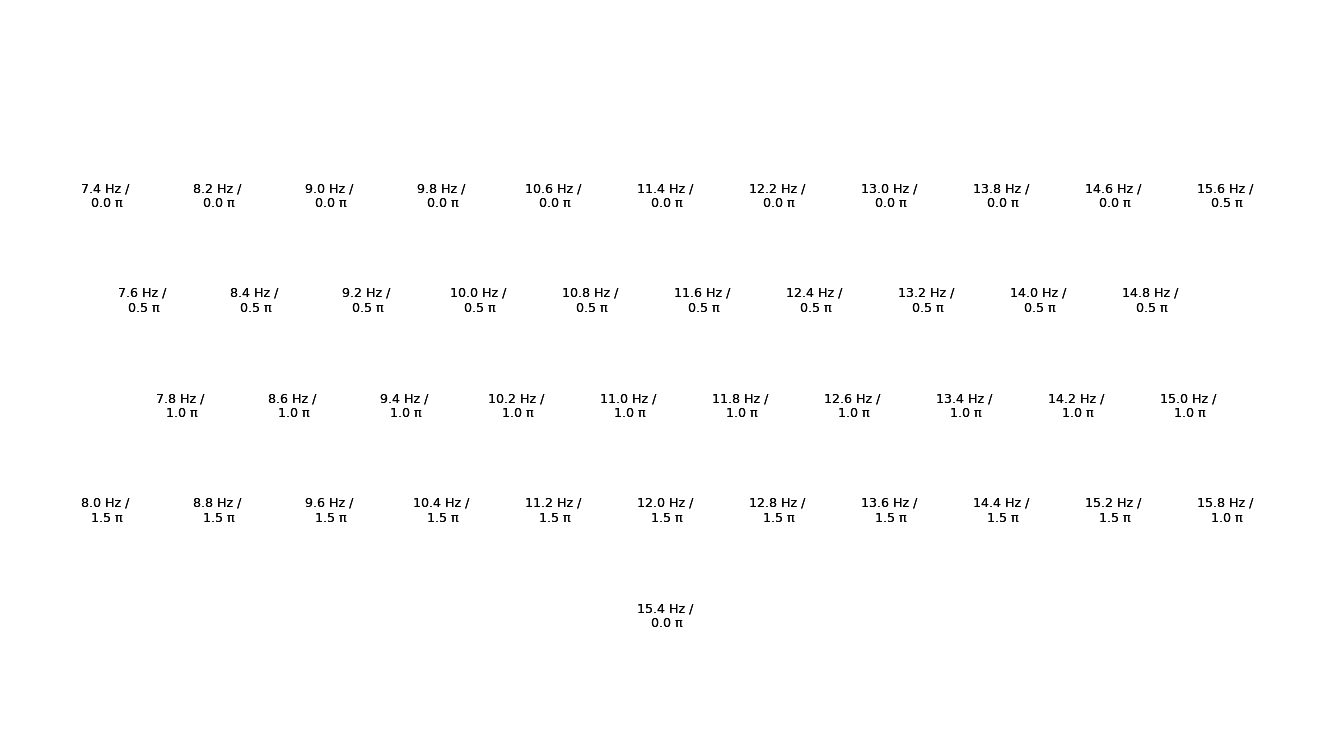 7.4 Hz / 8.2 Hz / 9.0 Hz / 9.8 Hz / 10.6 Hz / 11.4 Hz / 12.2 Hz / 13.0 Hz / 13.8 Hz / 14.6 Hz / 15.6 Hz /
0.0 π 0.0 π 0.0 π 0.0 π 0.0 π 0.0 π 0.0 π 0.0 π 0.0 π 0.0 π 0.5 π
7.6 Hz / 8.4 Hz / 9.2 Hz / 10.0 Hz / 10.8 Hz / 11.6 Hz / 12.4 Hz / 13.2 Hz / 14.0 Hz / 14.8 Hz /
0.5 π 0.5 π 0.5 π 0.5 π 0.5 π 0.5 π 0.5 π 0.5 π 0.5 π 0.5 π
7.8 Hz / 8.6 Hz / 9.4 Hz / 10.2 Hz / 11.0 Hz / 11.8 Hz / 12.6 Hz / 13.4 Hz / 14.2 Hz / 15.0 Hz /
1.0 π 1.0 π 1.0 π 1.0 π 1.0 π 1.0 π 1.0 π 1.0 π 1.0 π 1.0 π
8.0 Hz / 8.8 Hz / 9.6 Hz / 10.4 Hz / 11.2 Hz / 12.0 Hz / 12.8 Hz / 13.6 Hz / 14.4 Hz / 15.2 Hz / 15.8 Hz /
1.5 π 1.5 π 1.5 π 1.5 π 1.5 π 1.5 π 1.5 π 1.5 π 1.5 π 1.5 π 1.0 π
15.4 Hz /
0.0 π